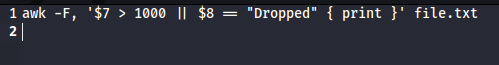 1 awk -F, '$7 > 1000 || $8 == "Dropped" { print }' file.txt
2